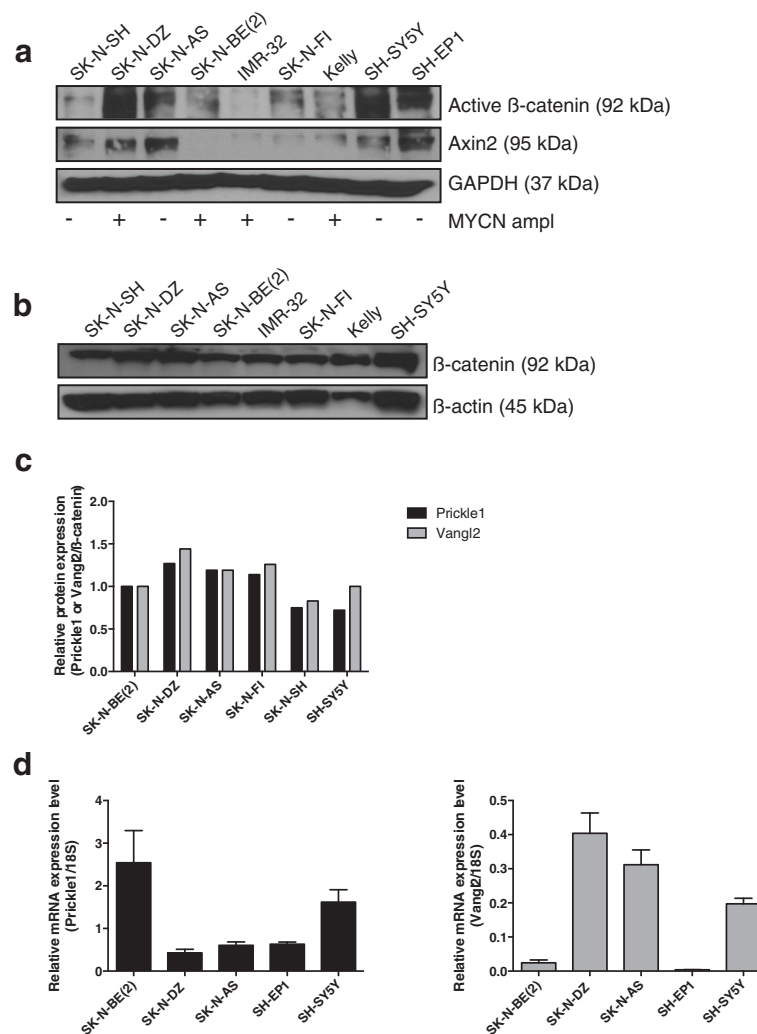 a
SK-N-SH
SK-N-DZ
SK-N-AS
SK-N-BE(2)
IMR-32
SK-N-FI
Kelly
SH-SY5Y
SH-EP1
Active ß-catenin (92 kDa)
Axin2 (95 kDa)
GAPDH (37 kDa)
- + - + + - + - - MYCN ampl
b
SK-N-SH
SK-N-DZ
SK-N-AS
SK-N-BE(2)
IMR-32
SK-N-FI
Kelly
SH-SY5Y
ß-catenin (92 kDa)
ß-actin (45 kDa)
c
Relative protein expression
(Prickle1 or Vangl2/ß-catenin)
2.0
1.5
1.0
0.5
0.0
SK-N-BE(2)
SK-N-DZ
SK-N-AS
SK-N-FI
SK-N-SH
SH-SY5Y
Prickle1
Vangl2
d
Relative mRNA expression level
(Prickle1/18S)
4
3
2
1
0
SK-N-BE(2)
SK-N-DZ
SK-N-AS
SH-EP1
SH-SY5Y
Relative mRNA expression level
(Vangl2/18S)
0.5
0.4
0.3
0.2
0.1
0.0
SK-N-BE(2)
SK-N-DZ
SK-N-AS
SH-EP1
SH-SY5Y